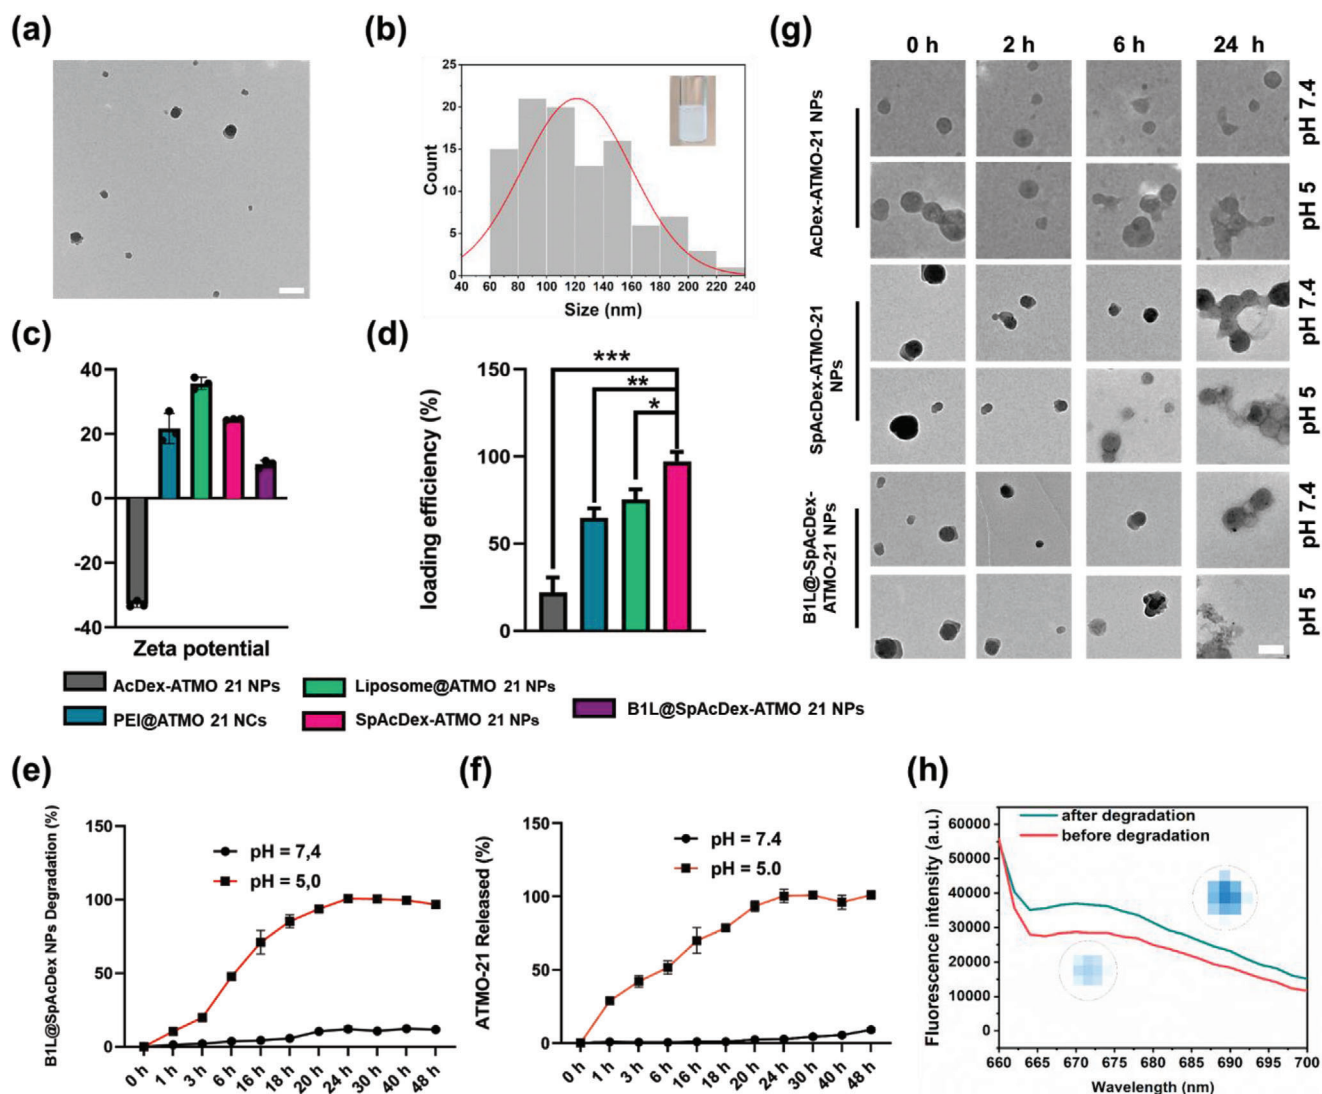 (a)
(b)
25
20
15
10
5
0
Count
40 60 80 100 120 140 160 180 200 220 240
Size (nm)
(c)
40
20
0
-20
-40
Zeta potential
(d)
150
100
50
0
loading efficiency (%)
***
**
*
AcDex-ATMO 21 NPs
PEI@ATMO 21 NCs
Liposome@ATMO 21 NPs
SpAcDex-ATMO 21 NPs
B1L@SpAcDex-ATMO 21 NPs
(g)
0 h 2 h 6 h 24 h
AcDex-ATMO-21 NPs
pH 7.4
pH 5
SpAcDex-ATMO-21
NPs
pH 7.4
pH 5
B1L@-SpAcDex-
ATMO-21 NPs
pH 7.4
pH 5
(e)
B1L@SpAcDex NPs Degradation (%)
150
100
50
0
pH = 7,4
pH = 5,0
0 h 1 h 3 h 6 h 16 h 18 h 20 h 24 h 30 h 40 h 48 h
(f)
ATMO-21 Released (%)
150
100
50
0
pH = 7.4
pH = 5.0
0 h 1 h 3 h 6 h 16 h 18 h 20 h 24 h 30 h 40 h 48 h
(h)
Fluorescence intensity (a.u.)
60000
50000
40000
30000
20000
10000
0
after degradation
before degradation
660 665 670 675 680 685 690 695 700
Wavelength (nm)